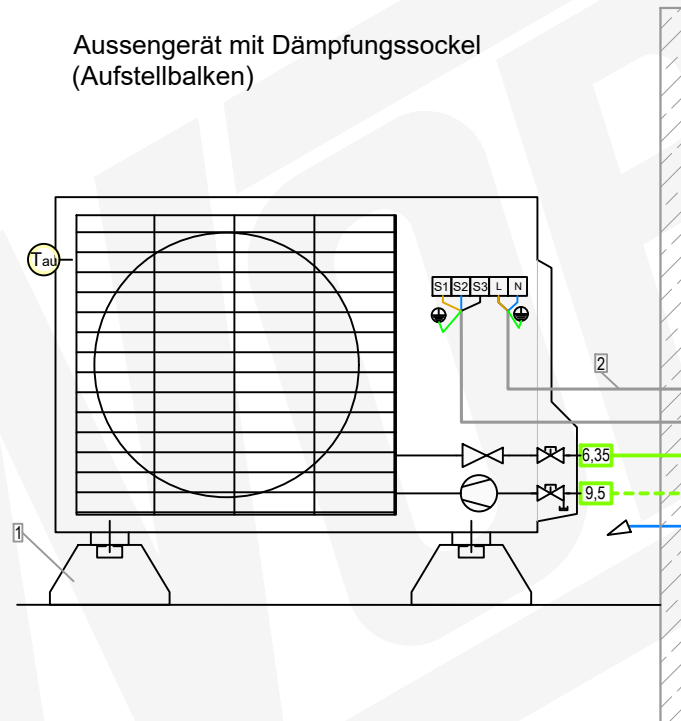 Aussengerät mit Dämpfungssockel
(Aufstellbalken)
Tau
S1 S2 S3 L N
2
6,35
9,5
1